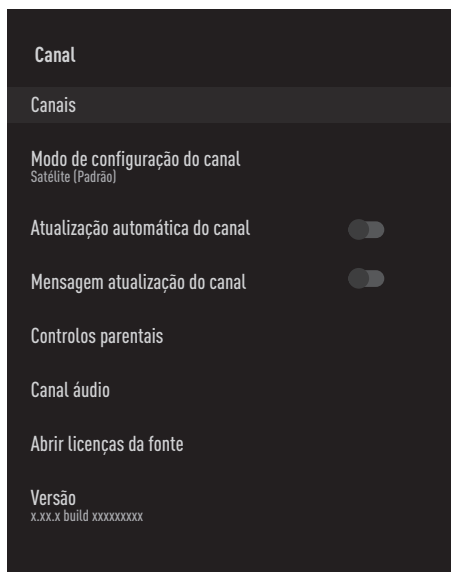 Canal
Canais
Modo de configuração do canal
Satélite (Padrão)
Atualização automática do canal
Mensagem atualização do canal
Controlos parentais
Canal áudio
Abrir licenças da fonte
Versão
x.xx.x build xxxxxxxxx